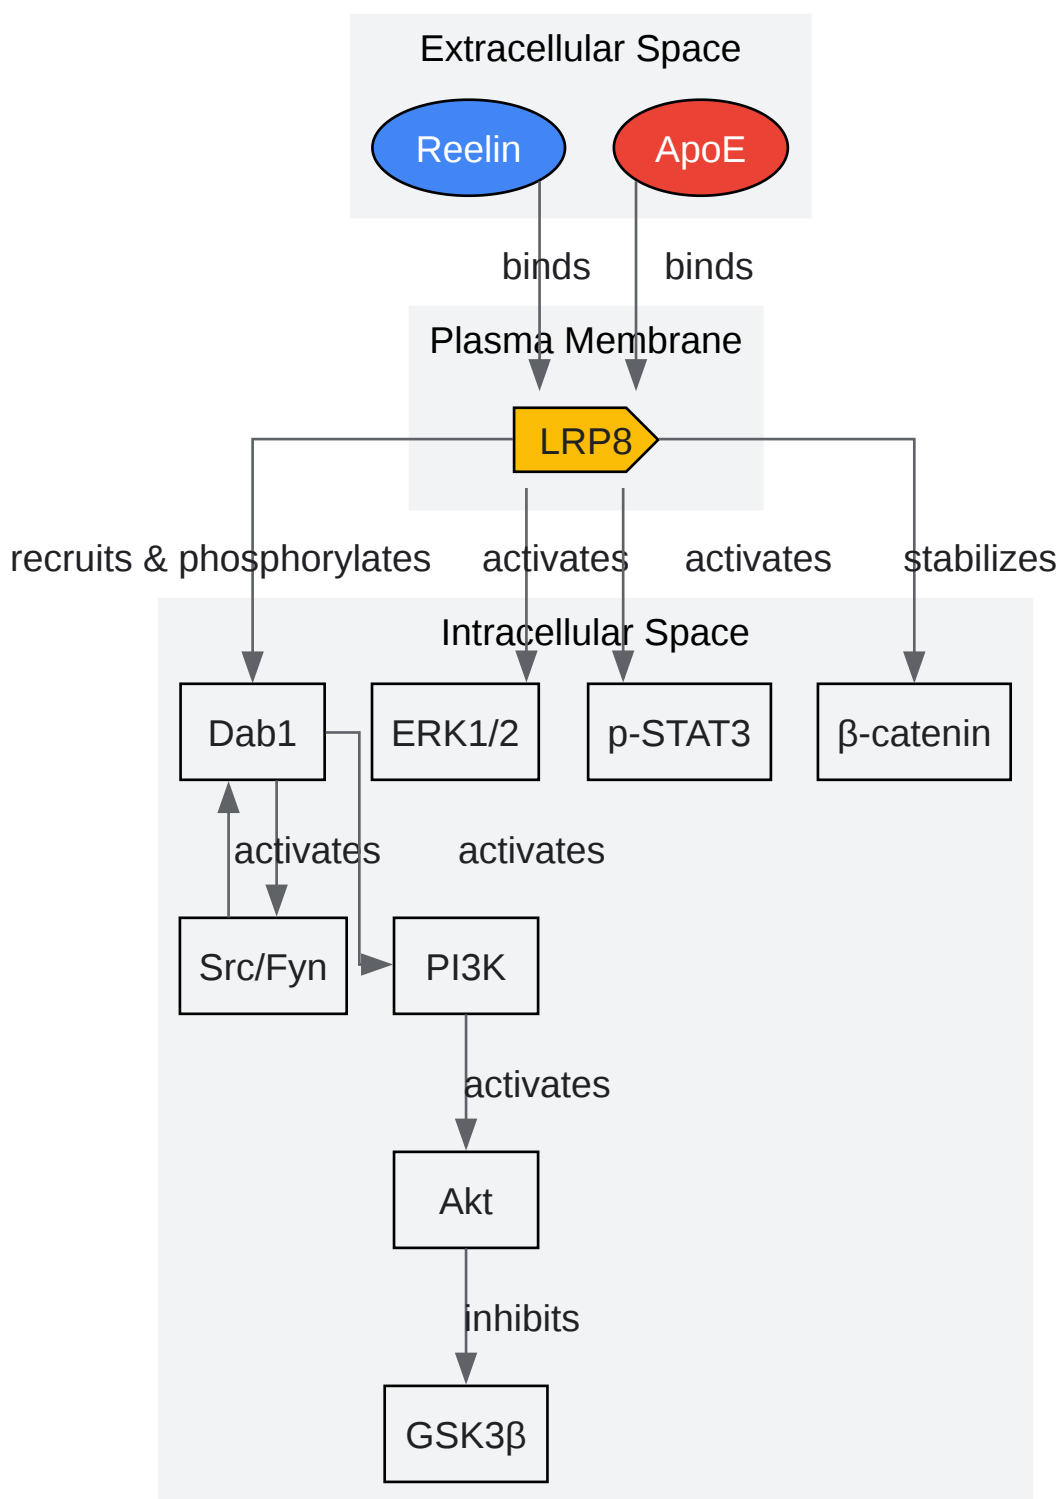 Extracellular Space
Reelin
ApoE
binds
binds
Plasma Membrane
LRP8
recruits & phosphorylates
activates
activates
stabilizes
Intracellular Space
Dab1
ERK1/2
p-STAT3
β-catenin
activates
activates
Src/Fyn
PI3K
activates
Akt
inhibits
GSK3β